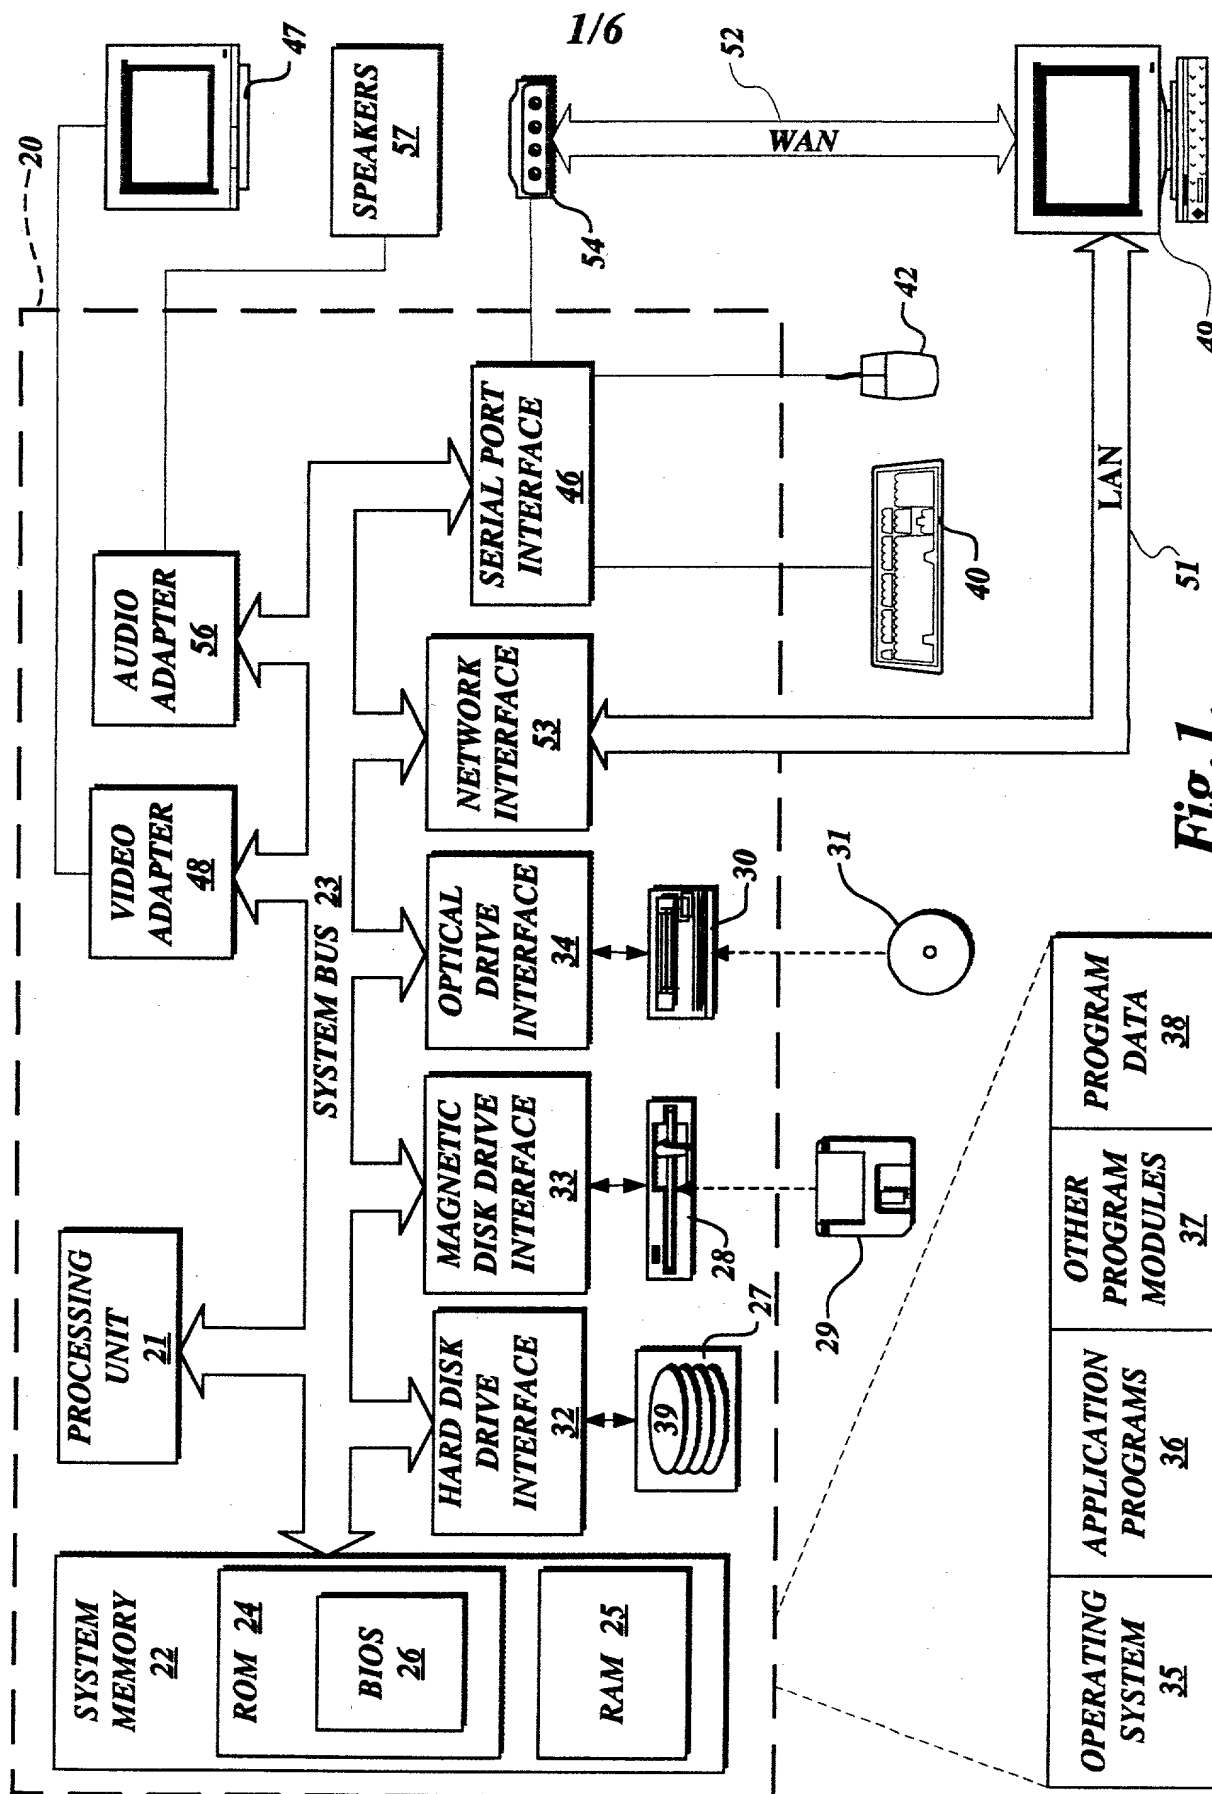 1/6
20
47
SYSTEM
MEMORY
22
ROM 24
BIOS
26
RAM 25
PROCESSING
UNIT
21
VIDEO
ADAPTER
48
AUDIO
ADAPTER
56
SPEAKERS
57
SYSTEM BUS 23
HARD DISK
DRIVE
INTERFACE
32
MAGNETIC
DISK DRIVE
INTERFACE
33
OPTICAL
DRIVE
INTERFACE
34
NETWORK
INTERFACE
53
SERIAL PORT
INTERFACE
46
54
52
WAN
39
27
28
29
30
31
40
42
LAN
51
49
OPERATING
SYSTEM
35
APPLICATION
PROGRAMS
36
OTHER
PROGRAM
MODULES
37
PROGRAM
DATA
38
Fig.1.